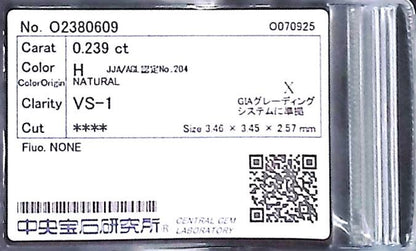 No. O2380609 O070925
Carat 0.239 ct
Color H JJA/AGL認定No.204
ColorOrigin NATURAL
X
Clarity VS-1 GIAグレーディング
システムに準拠
Cut **** Size 3.46 × 3.45 × 2.57 mm
Fluo. NONE
中央宝石研究所® CENTRAL GEM
LABORATORY